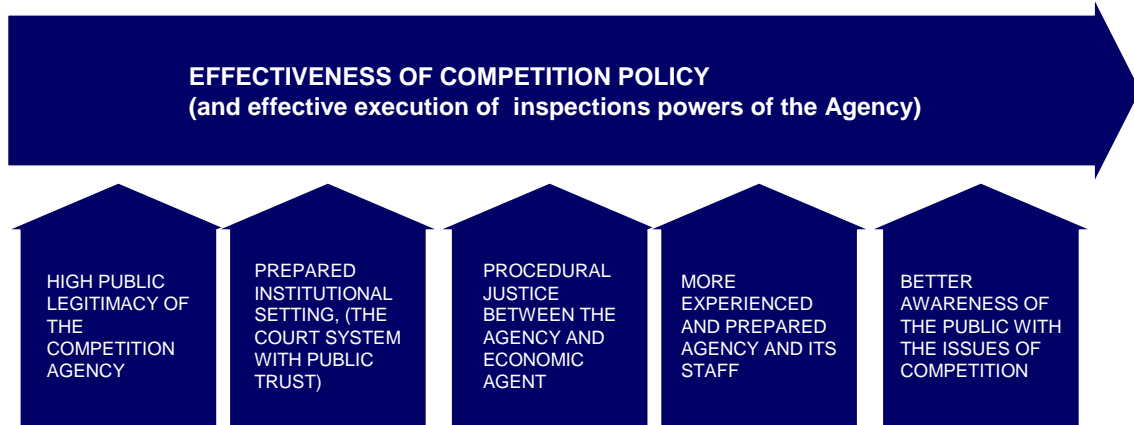 EFFECTIVENESS OF COMPETITION POLICY
(and effective execution of inspections powers of the Agency)
HIGH PUBLIC
LEGITIMACY OF
THE
COMPETITION
AGENCY
PREPARED
INSTITUTIONAL
SETTING, (THE
COURT SYSTEM
WITH PUBLIC
TRUST)
PROCEDURAL
JUSTICE
BETWEEN THE
AGENCY AND
ECONOMIC
AGENT
MORE
EXPERIENCED
AND PREPARED
AGENCY AND ITS
STAFF
BETTER
AWARENESS OF
THE PUBLIC WITH
THE ISSUES OF
COMPETITION